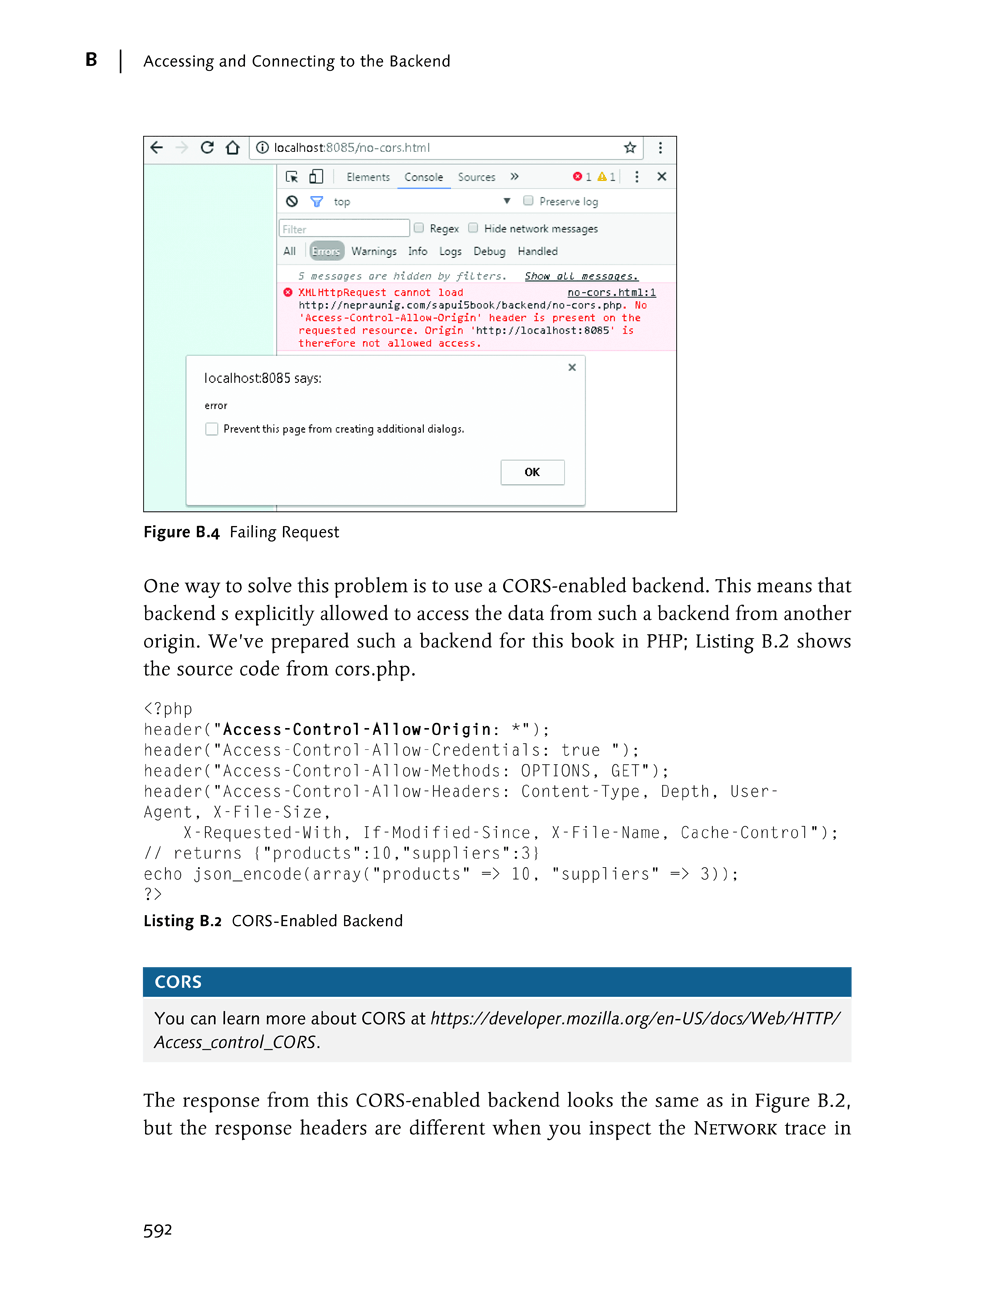 B | Accessing and Connecting to the Backend
localhost:8085/no-cors.html
Elements Console Sources » 1 1
top Preserve log
Filter Regex Hide network messages
All Errors Warnings Info Logs Debug Handled
5 messages are hidden by filters. Show all messages.
XMLHttpRequest cannot load no-cors.html:1
http://nepraunig.com/sapui5book/backend/no-cors.php. No
'Access-Control-Allow-Origin' header is present on the
requested resource. Origin 'http://localhost:8085' is
therefore not allowed access.
localhost:8085 says:
error
Prevent this page from creating additional dialogs.
OK
Figure B.4 Failing Request
One way to solve this problem is to use a CORS-enabled backend. This means that
backend s explicitly allowed to access the data from such a backend from another
origin. We've prepared such a backend for this book in PHP; Listing B.2 shows
the source code from cors.php.
<?php
header("Access-Control-Allow-Origin: *");
header("Access-Control-Allow-Credentials: true ");
header("Access-Control-Allow-Methods: OPTIONS, GET");
header("Access-Control-Allow-Headers: Content-Type, Depth, User-
Agent, X-File-Size,
X-Requested-With, If-Modified-Since, X-File-Name, Cache-Control");
// returns {"products":10,"suppliers":3}
echo json_encode(array("products" => 10, "suppliers" => 3));
?>
Listing B.2 CORS-Enabled Backend
CORS
You can learn more about CORS at https://developer.mozilla.org/en-US/docs/Web/HTTP/
Access_control_CORS.
The response from this CORS-enabled backend looks the same as in Figure B.2,
but the response headers are different when you inspect the NETWORK trace in
592